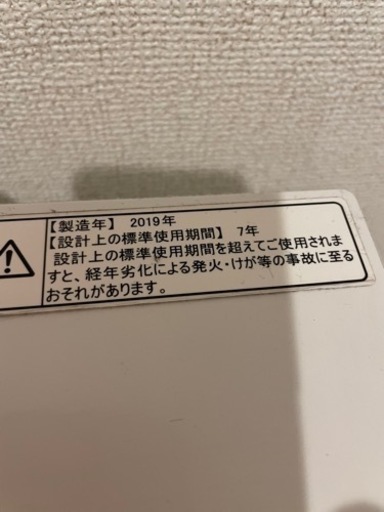 【製造年】 2019年
【設計上の標準使用期間】 7年
設計上の標準使用期間を超えてご使用されま
すと、経年劣化による発火・けが等の事故に至る
おそれがあります。